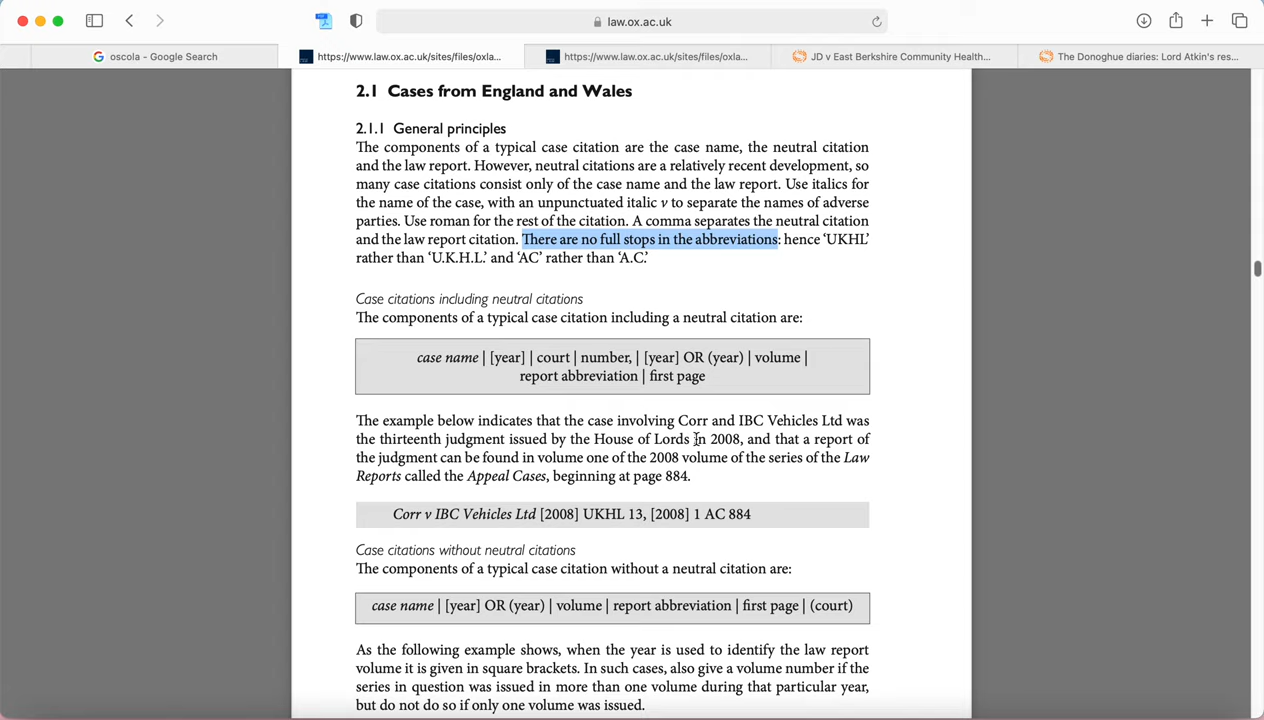 law.ox.ac.uk
oscola - Google Search
https://www.law.ox.ac.uk/sites/files/oxla...
https://www.law.ox.ac.uk/sites/files/oxla...
JD v East Berkshire Community Health...
The Donoghue diaries: Lord Atkin's res...
2.1 Cases from England and Wales
2.1.1 General principles
The components of a typical case citation are the case name, the neutral citation
and the law report. However, neutral citations are a relatively recent development, so
many case citations consist only of the case name and the law report. Use italics for
the name of the case, with an unpunctuated italic v to separate the names of adverse
parties. Use roman for the rest of the citation. A comma separates the neutral citation
and the law report citation. There are no full stops in the abbreviations: hence ‘UKHL’
rather than ‘U.K.H.L.’ and ‘AC’ rather than ‘A.C.’
Case citations including neutral citations
The components of a typical case citation including a neutral citation are:
case name | [year] | court | number, | [year] OR (year) | volume |
report abbreviation | first page
The example below indicates that the case involving Corr and IBC Vehicles Ltd was
the thirteenth judgment issued by the House of Lords in 2008, and that a report of
the judgment can be found in volume one of the 2008 volume of the series of the Law
Reports called the Appeal Cases, beginning at page 884.
Corr v IBC Vehicles Ltd [2008] UKHL 13, [2008] 1 AC 884
Case citations without neutral citations
The components of a typical case citation without a neutral citation are:
case name | [year] OR (year) | volume | report abbreviation | first page | (court)
As the following example shows, when the year is used to identify the law report
volume it is given in square brackets. In such cases, also give a volume number if the
series in question was issued in more than one volume during that particular year,
but do not do so if only one volume was issued.